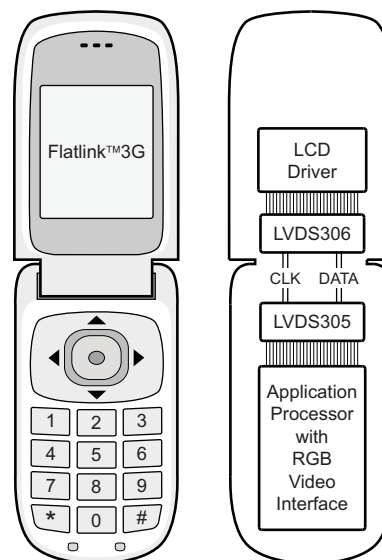 Flatlink™3G
1 2 3
4 5 6
7 8 9
* 0 #
LCD
Driver
LVDS306
CLK DATA
LVDS305
Application
Processor
with
RGB
Video
Interface